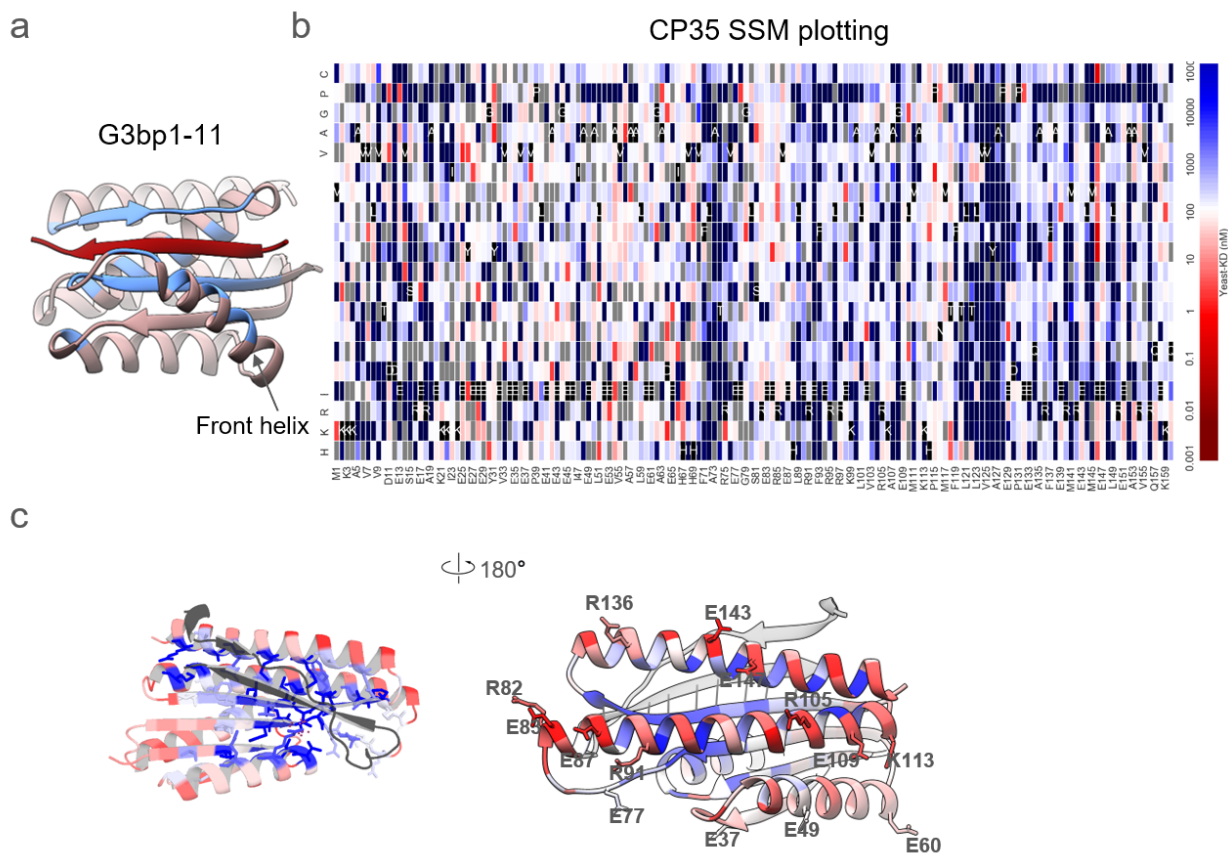 a
b
CP35 SSM plotting
G3bp1-11
Front helix
C
P
G
A
V
I
R
K
H
10000
1000
100
10
1
0.1
0.01
0.001
Yeast-KD (nM)
M1 K3 A5 V7 V9 D11 E13 S15 E17 A19 K21 I23 E25 E27 E29 Y31 V33 E35 E37 P39 E41 E43 E45 I47 E49 L51 E53 V55 A57 L59 E61 A63 E65 H67 H69 F71 A73 R75 E77 G79 S81 E83 R85 E87 L89 R91 F93 R95 R97 K99 L101 V103 R105 A107 E109 M111 K113 P115 M117 F119 L121 L123 V125 A127 E129 P131 E133 A135 F137 E139 M141 E143 M145 E147 L149 E151 A153 V155 Q157 K159
c
180°
R136
E143
R82
E147
R105
E85
E87
R91
E109
K113
E77
E37
E49
E60